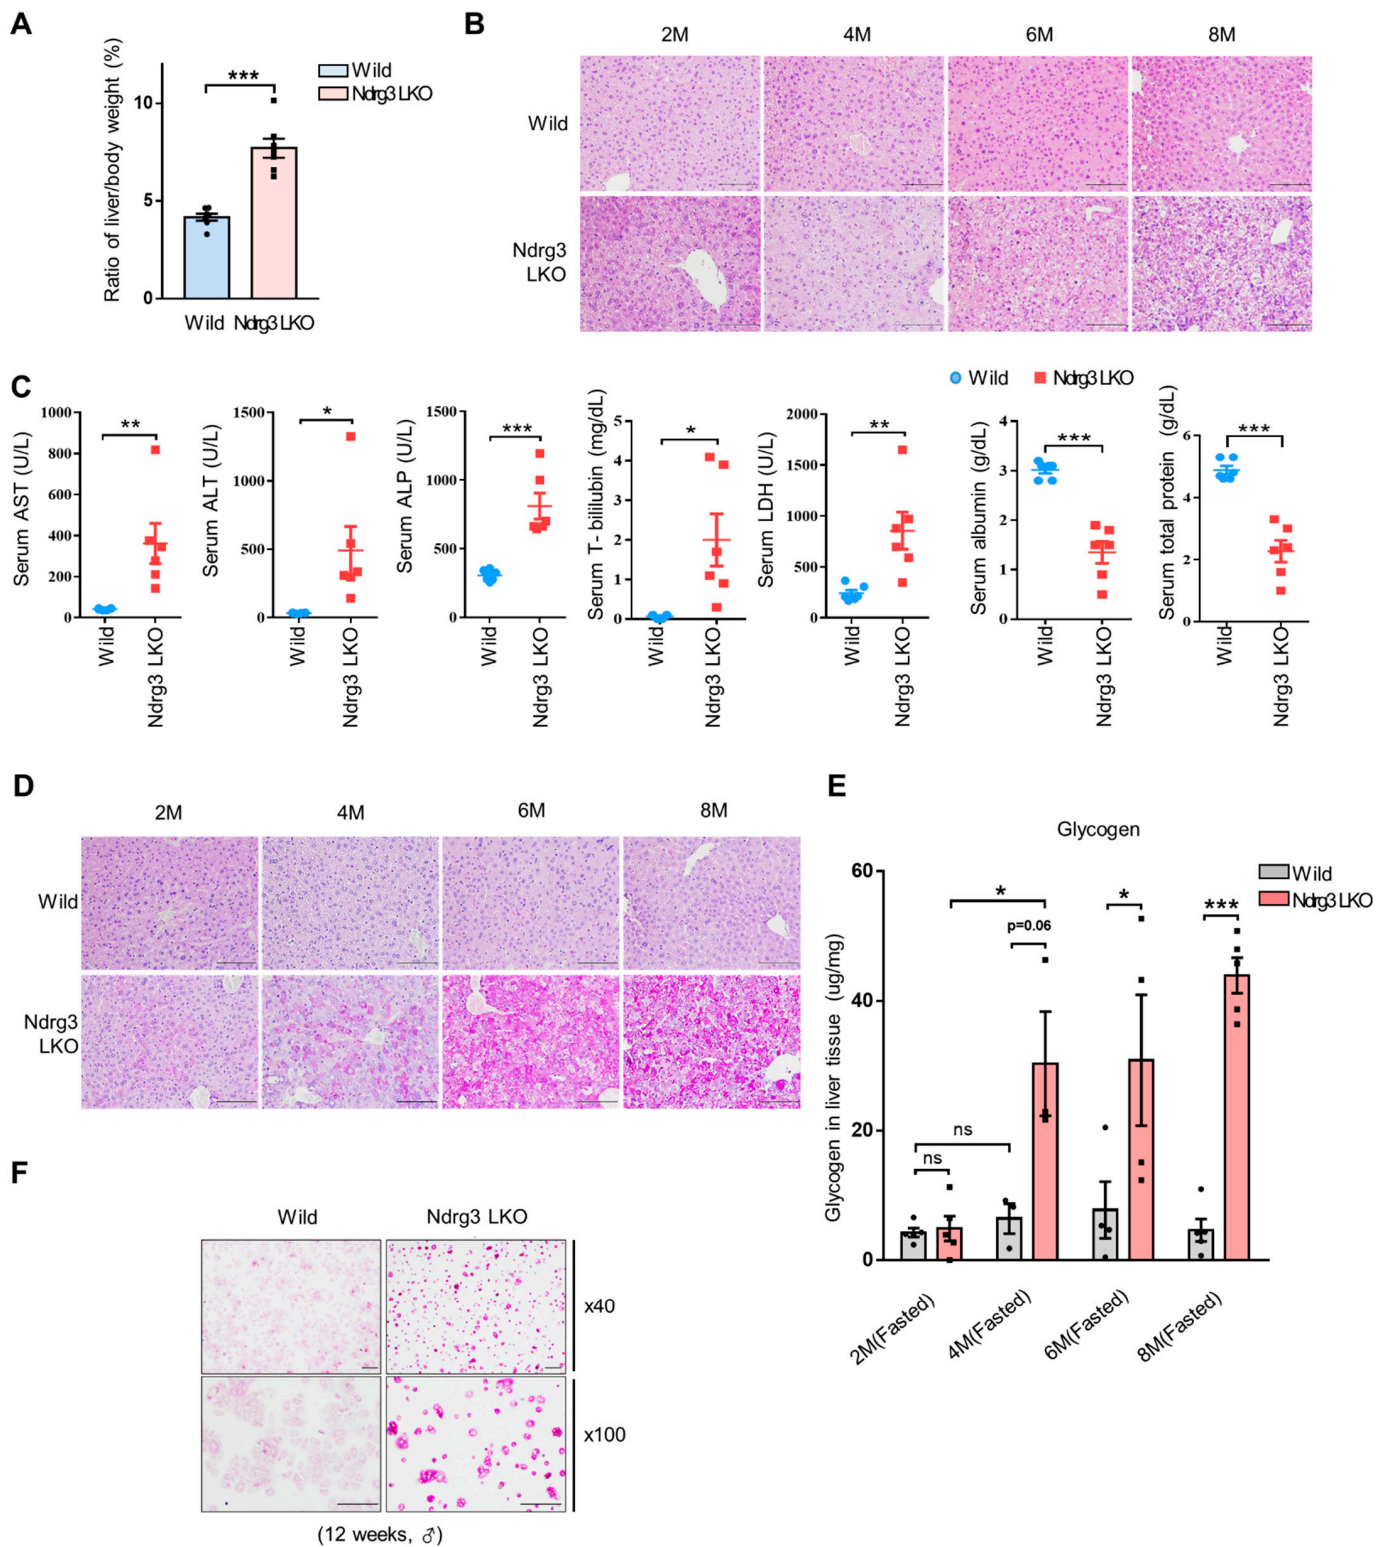 A
Ratio of liver/body weight (%)
10
5
0
***
Wild
Ndrg3 LKO
Wild
Ndrg3 LKO
B
2M
4M
6M
8M
Wild
Ndrg3
LKO
C
Wild
Ndrg3 LKO
Serum AST (U/L)
1000
800
600
400
200
0
**
Wild
Ndrg3 LKO
Serum ALT (U/L)
1500
1000
500
0
*
Wild
Ndrg3 LKO
Serum ALP (U/L)
1500
1000
500
0
***
Wild
Ndrg3 LKO
Serum T- bililubin (mg/dL)
5
4
3
2
1
0
*
Wild
Ndrg3 LKO
Serum LDH (U/L)
2000
1500
1000
500
0
**
Wild
Ndrg3 LKO
Serum albumin (g/dL)
4
3
2
1
0
***
Wild
Ndrg3 LKO
Serum total protein (g/dL)
6
4
2
0
***
Wild
Ndrg3 LKO
D
2M
4M
6M
8M
Wild
Ndrg3
LKO
E
Glycogen
Wild
Ndrg3 LKO
Glycogen in liver tissue (ug/mg)
60
40
20
0
ns
ns
*
p=0.06
*
***
2M(Fasted)
4M(Fasted)
6M(Fasted)
8M(Fasted)
F
Wild
Ndrg3 LKO
x40
x100
(12 weeks, ♂)